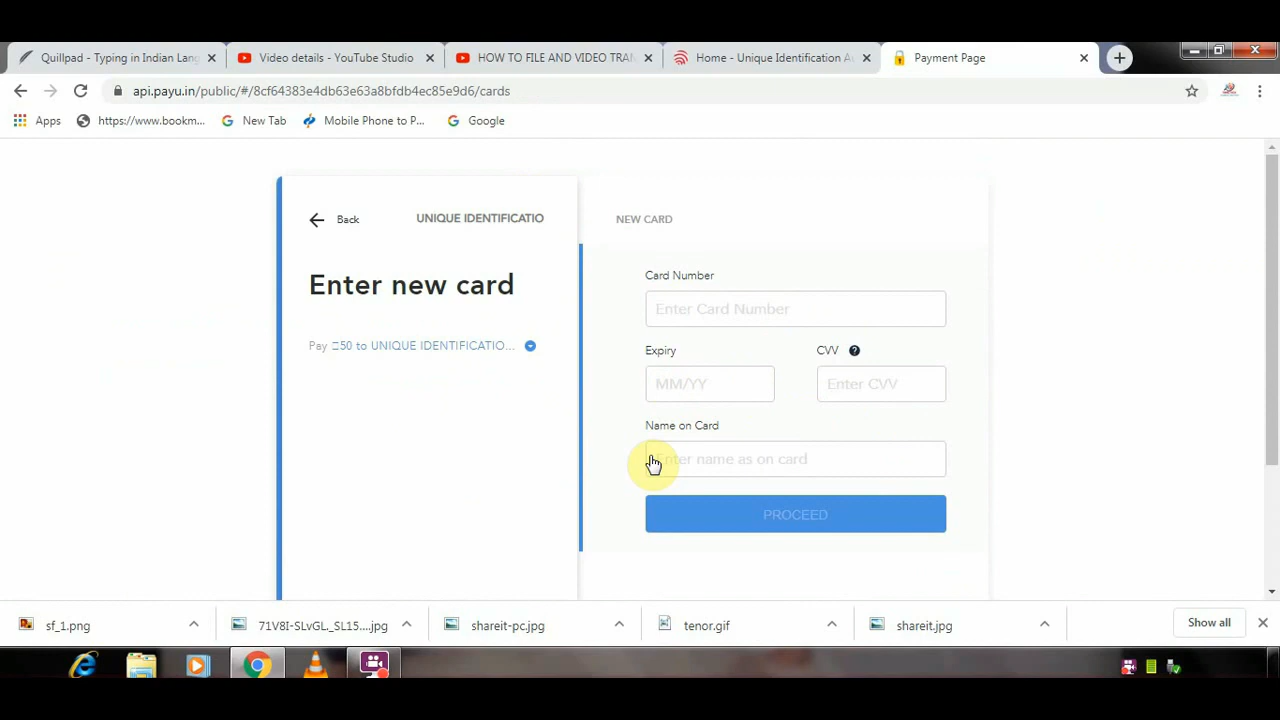 Quillpad - Typing in Indian Lang
Video details - YouTube Studio
HOW TO FILE AND VIDEO TRAN
Home - Unique Identification A
Payment Page
api.payu.in/public/#/8cf64383e4db63e63a8bfdb4ec85e9d6/cards
Apps
https://www.bookm...
New Tab
Mobile Phone to P...
Google
Back
UNIQUE IDENTIFICATIO
NEW CARD
Enter new card
Pay 50 to UNIQUE IDENTIFICATIO...
Card Number
Enter Card Number
Expiry
CVV ?
MM/YY
Enter CVV
Name on Card
Enter name as on card
PROCEED
sf_1.png
71V8I-SLvGL._SL15....jpg
shareit-pc.jpg
tenor.gif
shareit.jpg
Show all